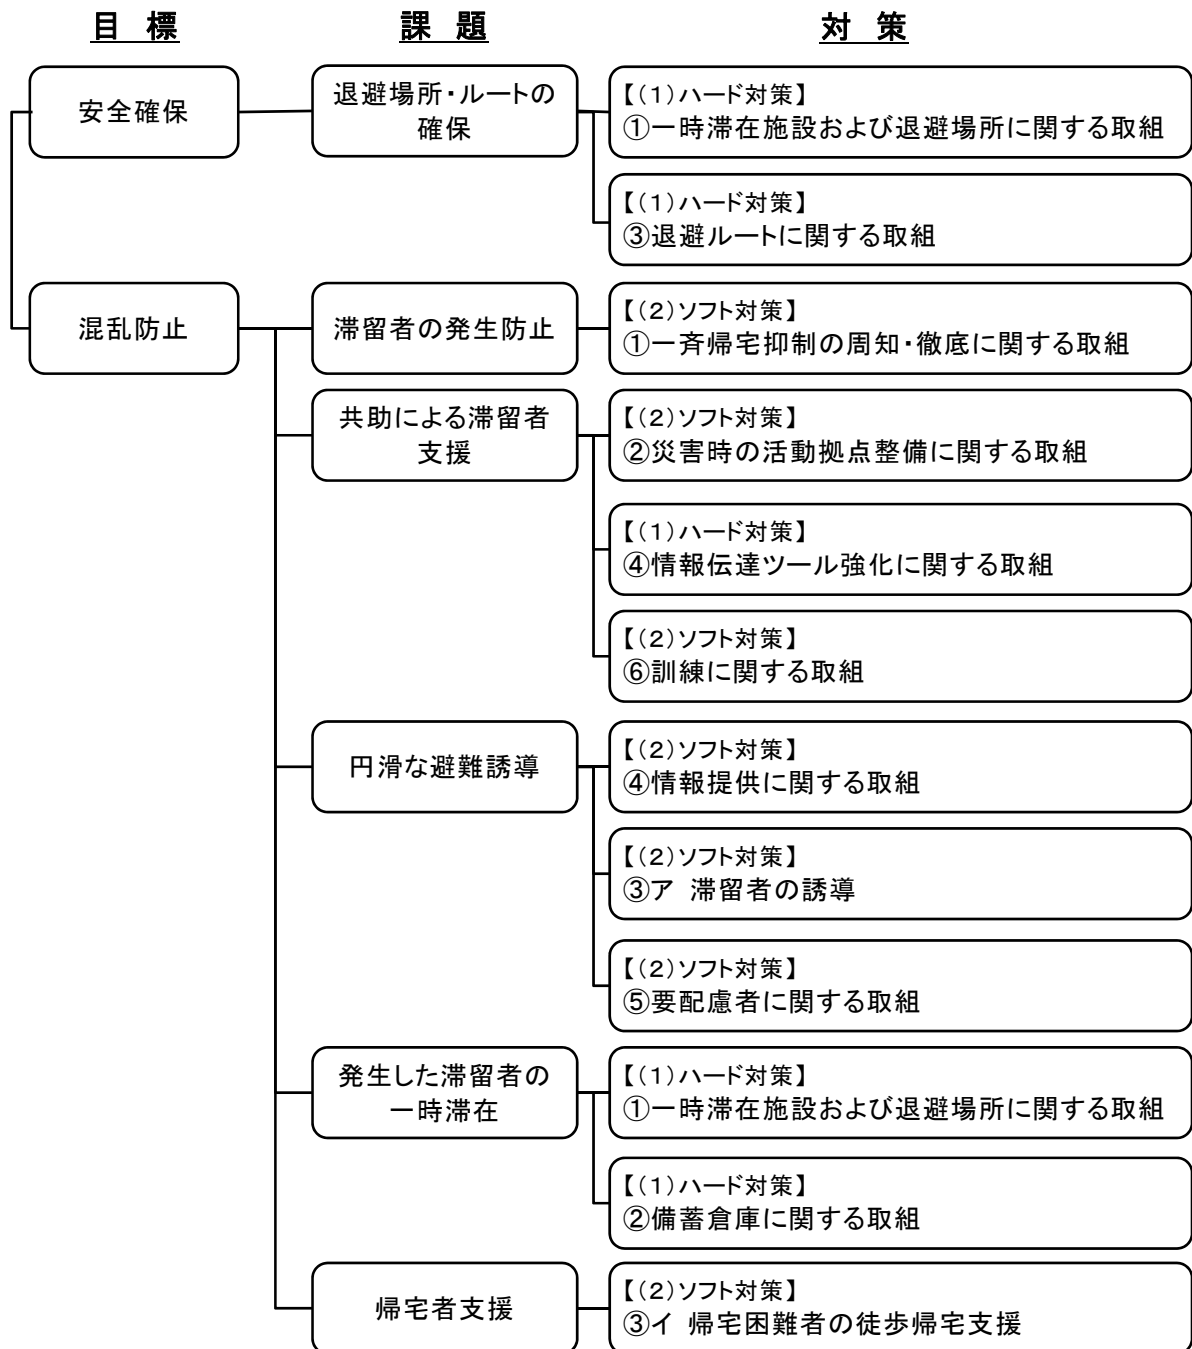 目 標
課 題
対 策
安全確保
退避場所・ルートの
確保
【(1)ハード対策】
①一時滞在施設および退避場所に関する取組
【(1)ハード対策】
③退避ルートに関する取組
混乱防止
滞留者の発生防止
【(2)ソフト対策】
①一斉帰宅抑制の周知・徹底に関する取組
共助による滞留者
支援
【(2)ソフト対策】
②災害時の活動拠点整備に関する取組
【(1)ハード対策】
④情報伝達ツール強化に関する取組
【(2)ソフト対策】
⑥訓練に関する取組
円滑な避難誘導
【(2)ソフト対策】
④情報提供に関する取組
【(2)ソフト対策】
③ア 滞留者の誘導
【(2)ソフト対策】
⑤要配慮者に関する取組
発生した滞留者の
一時滞在
【(1)ハード対策】
①一時滞在施設および退避場所に関する取組
【(1)ハード対策】
②備蓄倉庫に関する取組
帰宅者支援
【(2)ソフト対策】
③イ 帰宅困難者の徒歩帰宅支援